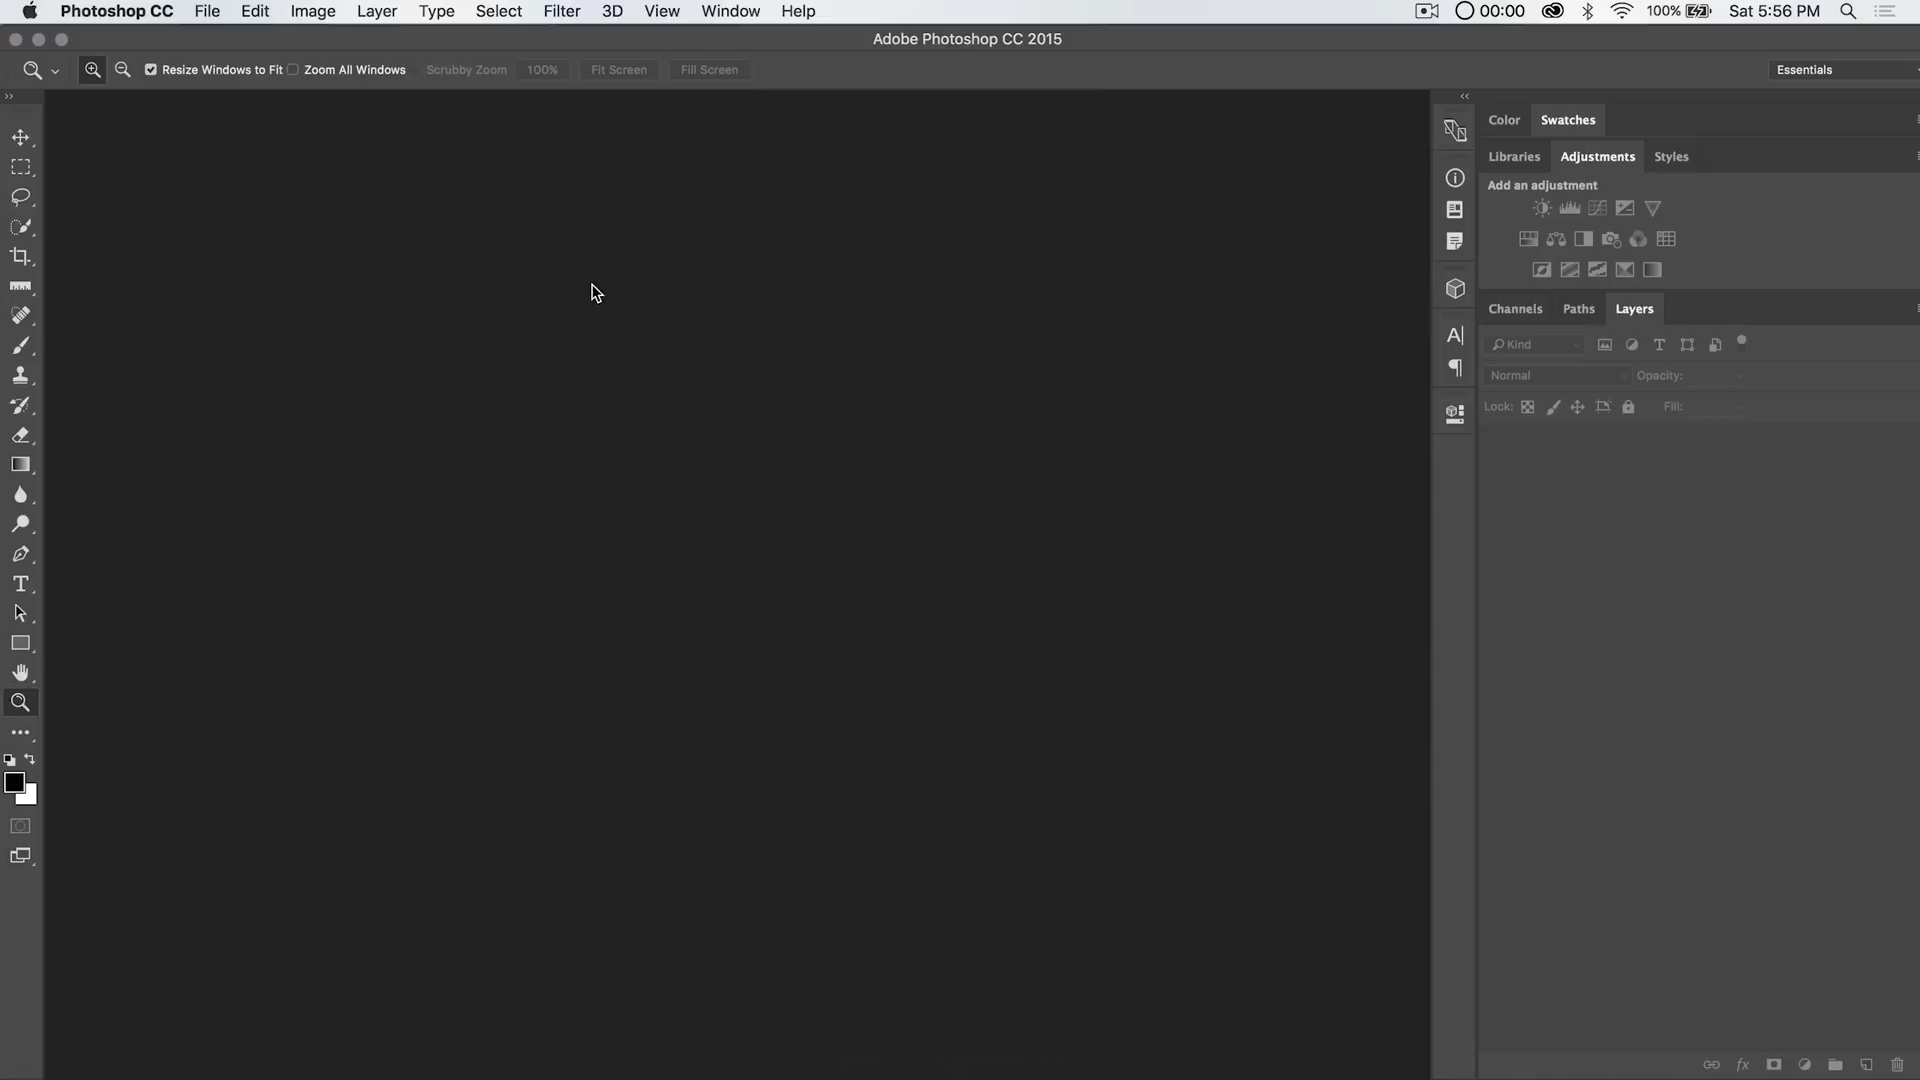 Photoshop CC File Edit Image Layer Type Select Filter 3D View Window Help 00:00 100% Sat 5:56 PM
Adobe Photoshop CC 2015
Resize Windows to Fit Zoom All Windows Scrubby Zoom 100% Fit Screen Fill Screen Essentials
Color Swatches
Libraries Adjustments Styles
Add an adjustment
Channels Paths Layers
Kind
Normal Opacity:
Lock: Fill: